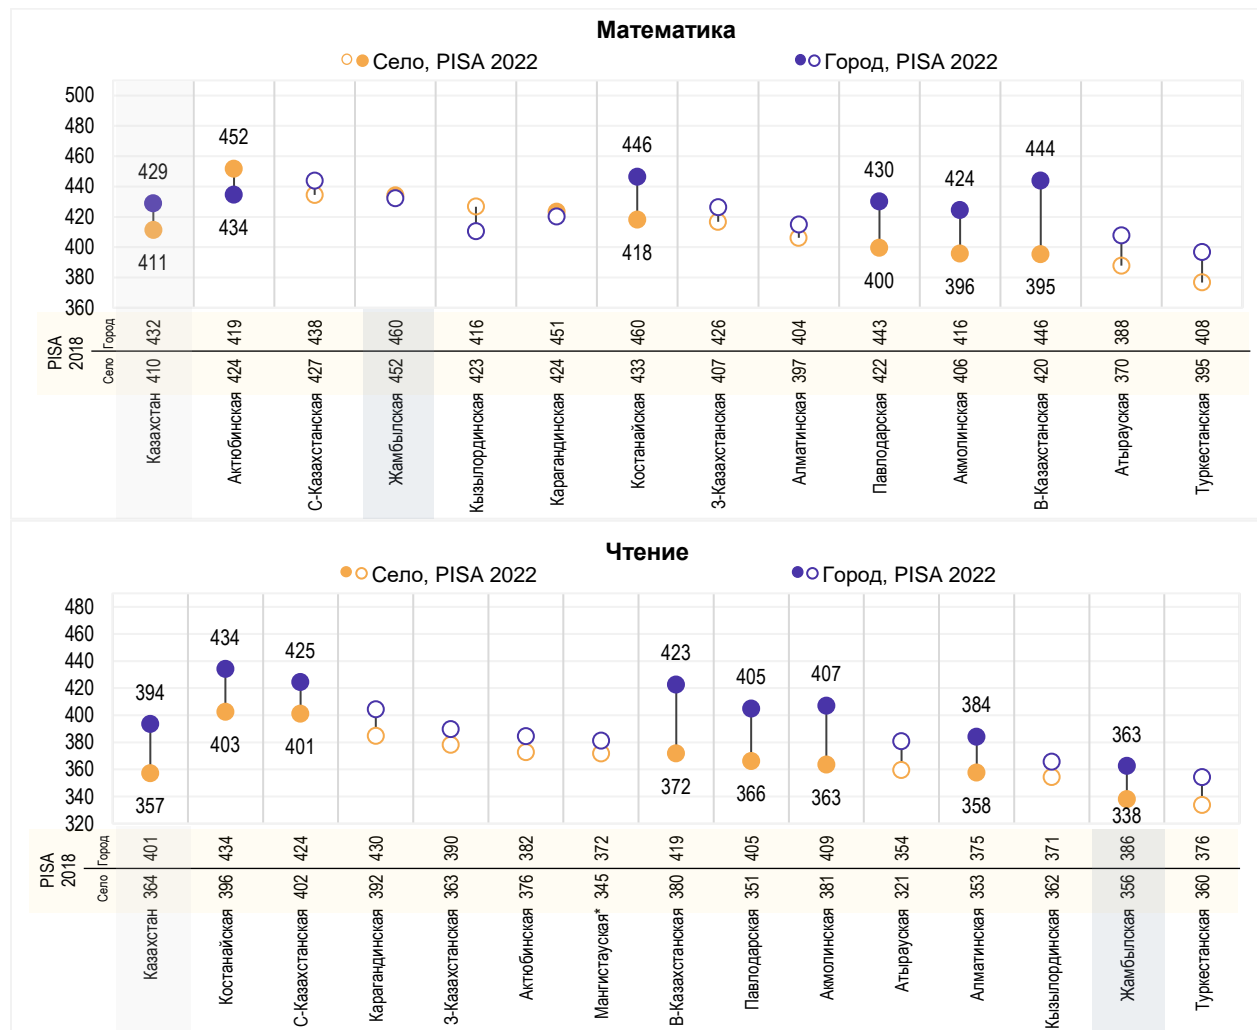 Математика
Село, PISA 2022
Город, PISA 2022
500
480
460
440
420
400
380
360
429
411
452
434
446
418
430
400
424
396
444
395
PISA 2018
Город
432 419 438 460 416 451 460 426 404 443 416 446 388 408
Село
410 424 427 452 423 424 433 407 397 422 406 420 370 395
Казахстан
Актюбинская
С-Казахстанская
Жамбылская
Кызылординская
Карагандинская
Костанайская
З-Казахстанская
Алматинская
Павлодарская
Акмолинская
В-Казахстанская
Атырауская
Туркестанская
Чтение
Село, PISA 2022
Город, PISA 2022
480
460
440
420
400
380
360
340
320
394
357
434
403
425
401
423
372
405
366
407
363
384
358
363
338
PISA 2018
Город
401 434 424 430 390 382 372 419 405 409 354 375 371 386 376
Село
364 396 402 392 363 376 345 380 351 381 321 353 362 356 360
Казахстан
Костанайская
С-Казахстанская
Карагандинская
З-Казахстанская
Актюбинская
Мангистауская*
В-Казахстанская
Павлодарская
Акмолинская
Атырауская
Алматинская
Кызылординская
Жамбылская
Туркестанская